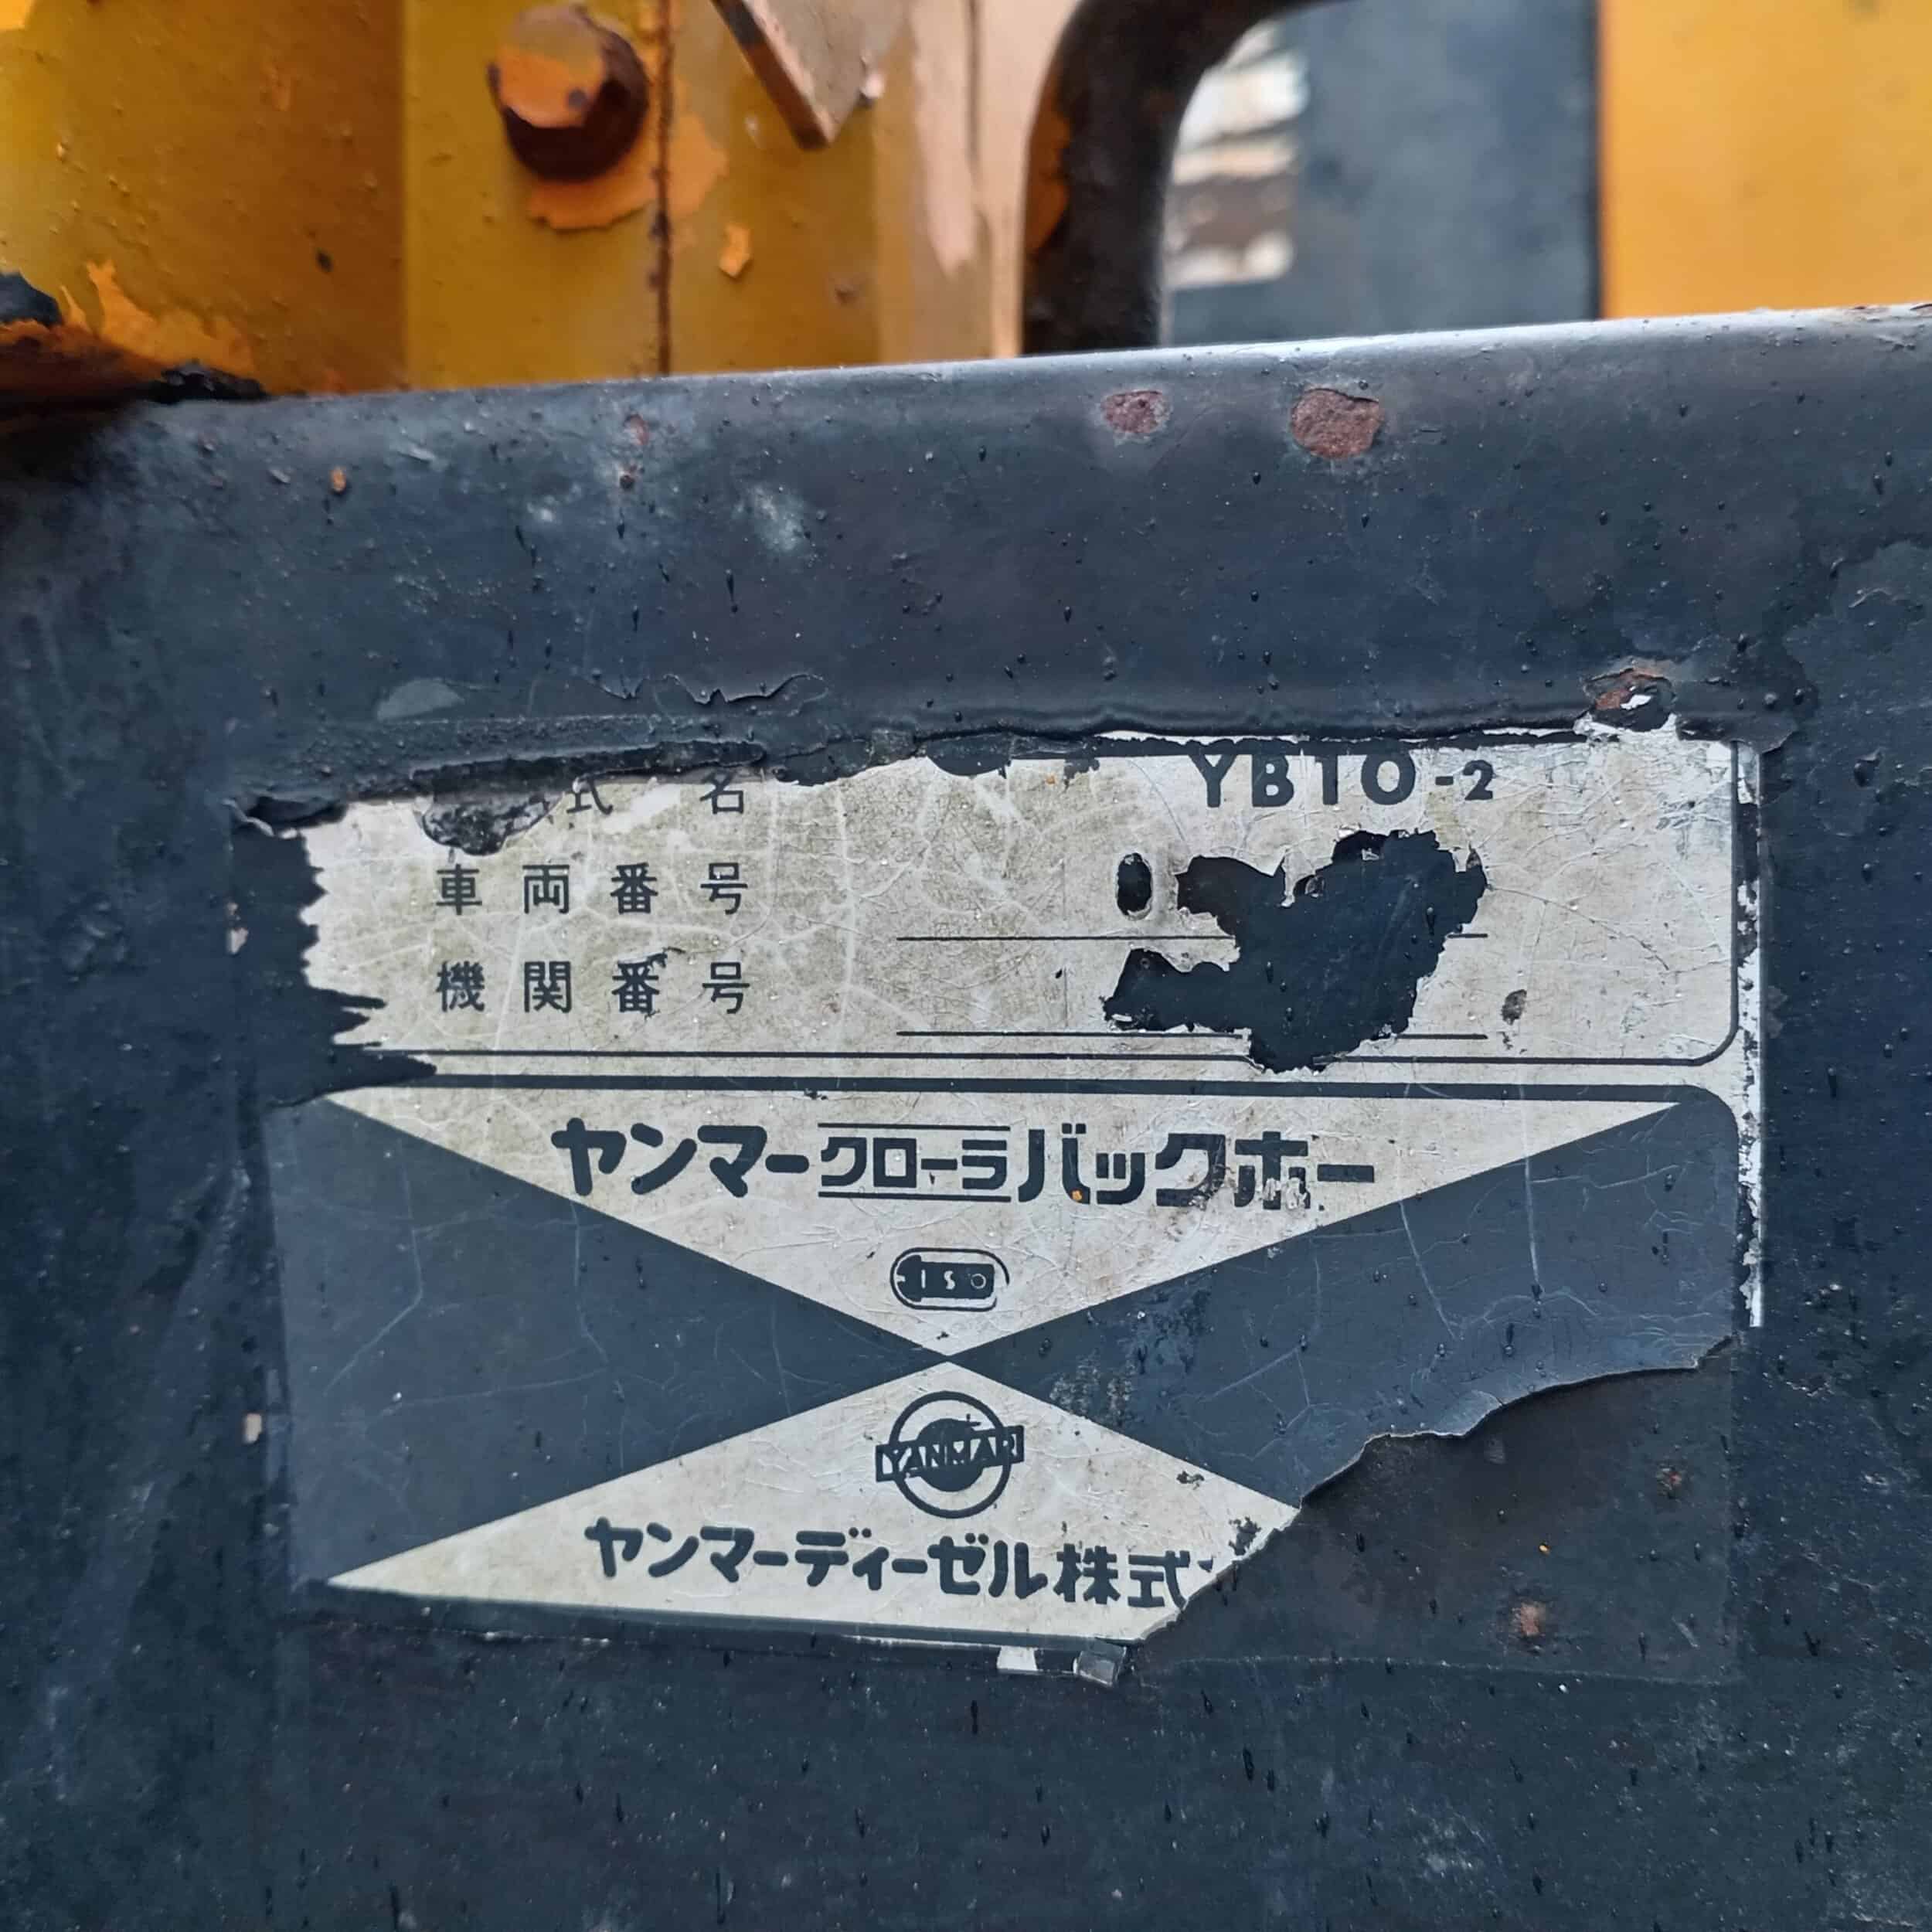 式 名 YB10-2
車両番号
機関番号
ヤンマークローラバックホー
YANMAR
ヤンマーディーゼル株式